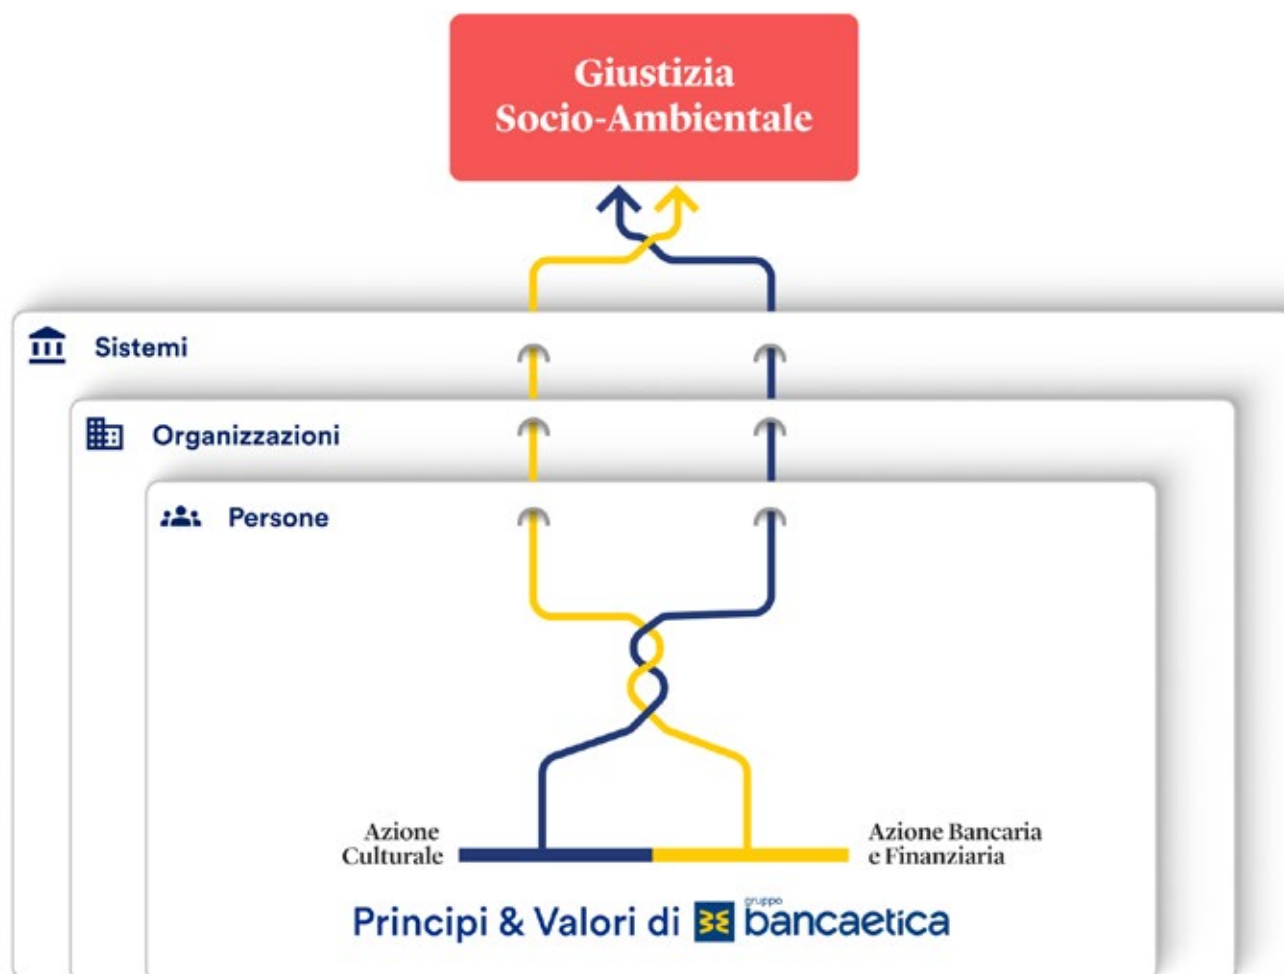 Giustizia
Socio-Ambientale
Sistemi
Organizzazioni
Persone
Azione
Culturale
Azione Bancaria
e Finanziaria
Principi & Valori di gruppo bancaetica